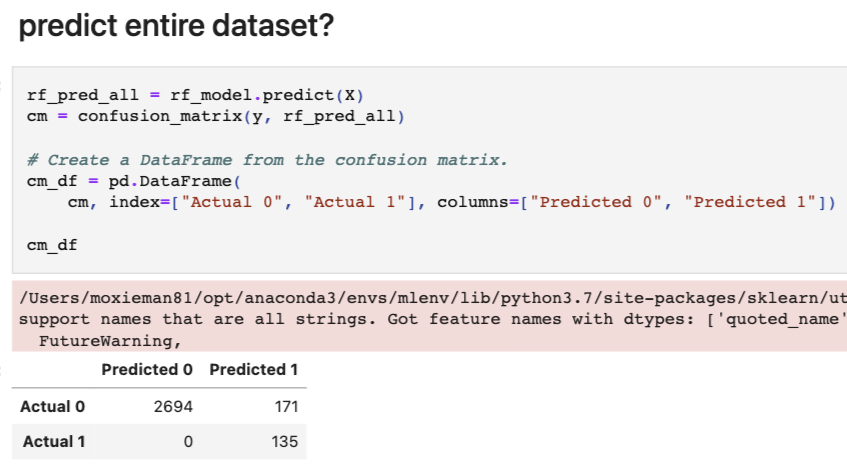 predict entire dataset?
rf_pred_all = rf_model.predict(X)
cm = confusion_matrix(y, rf_pred_all)
# Create a DataFrame from the confusion matrix.
cm_df = pd.DataFrame(
    cm, index=["Actual 0", "Actual 1"], columns=["Predicted 0", "Predicted 1"])
cm_df
/Users/moxieman81/opt/anaconda3/envs/mlenv/lib/python3.7/site-packages/sklearn/ut
support names that are all strings. Got feature names with dtypes: ['quoted_name'
  FutureWarning,
Predicted 0 Predicted 1
Actual 0 2694 171
Actual 1 0 135